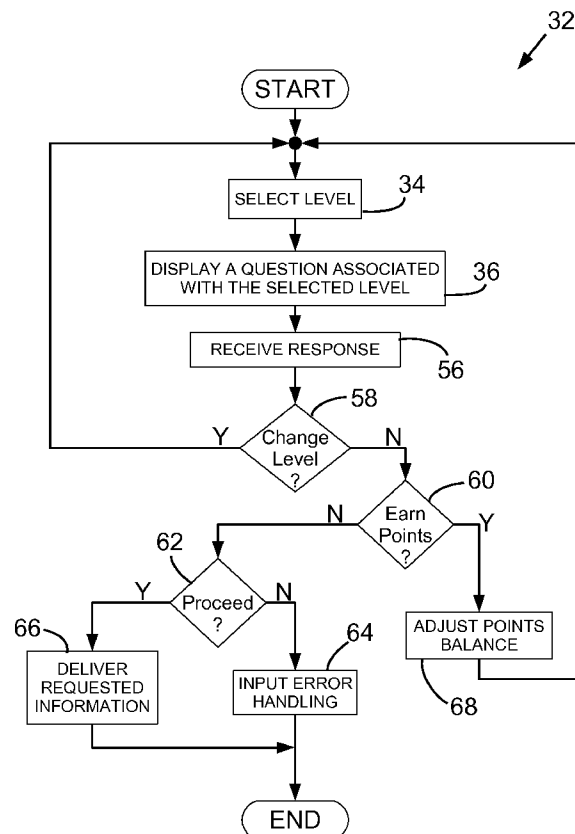 32
START
SELECT LEVEL
34
DISPLAY A QUESTION ASSOCIATED
WITH THE SELECTED LEVEL
36
RECEIVE RESPONSE
56
58
Y
Change
Level
?
N
60
N
Earn
Points
?
Y
62
Y
Proceed
?
N
66
DELIVER
REQUESTED
INFORMATION
64
INPUT ERROR
HANDLING
ADJUST POINTS
BALANCE
68
END